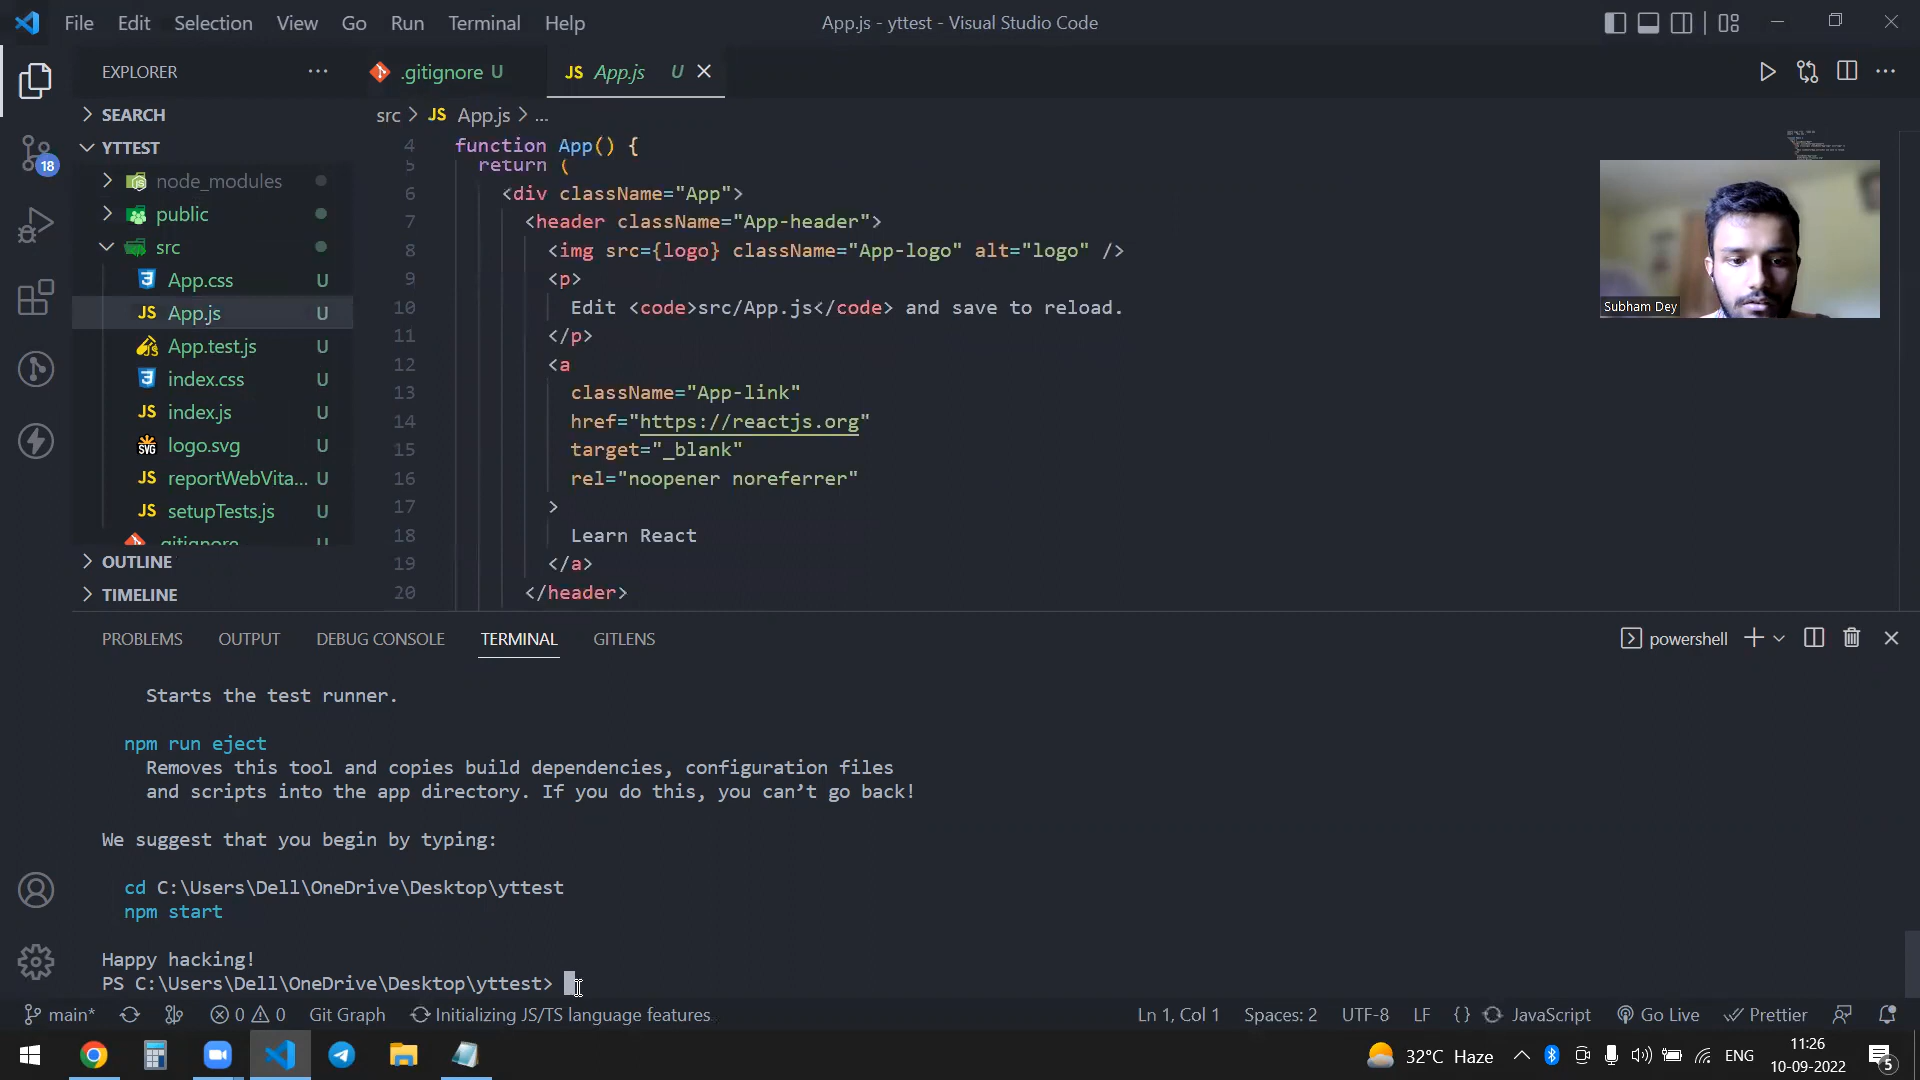 File Edit Selection View Go Run Terminal Help
App.js - yttest - Visual Studio Code
EXPLORER
.gitignore U
JS App.js U
SEARCH
src > JS App.js > ...
YTTEST
node_modules
public
src
App.css U
JS App.js U
App.test.js U
index.css U
JS index.js U
SVG logo.svg U
JS reportWebVita... U
JS setupTests.js U
.gitignore U
OUTLINE
TIMELINE
18
4 function App() {
5 return (
6 <div className="App">
7 <header className="App-header">
8 <img src={logo} className="App-logo" alt="logo" />
9 <p>
10 Edit <code>src/App.js</code> and save to reload.
11 </p>
12 <a
13 className="App-link"
14 href="https://reactjs.org"
15 target="_blank"
16 rel="noopener noreferrer"
17 >
18 Learn React
19 </a>
20 </header>
Subham Dey
PROBLEMS OUTPUT DEBUG CONSOLE TERMINAL GITLENS
powershell
Starts the test runner.
npm run eject
Removes this tool and copies build dependencies, configuration files
and scripts into the app directory. If you do this, you can’t go back!
We suggest that you begin by typing:
cd C:\Users\Dell\OneDrive\Desktop\yttest
npm start
Happy hacking!
PS C:\Users\Dell\OneDrive\Desktop\yttest>
main* 0 0 Git Graph Initializing JS/TS language features
Ln 1, Col 1 Spaces: 2 UTF-8 LF {} JavaScript Go Live Prettier
32°C Haze
ENG
11:26
10-09-2022
5